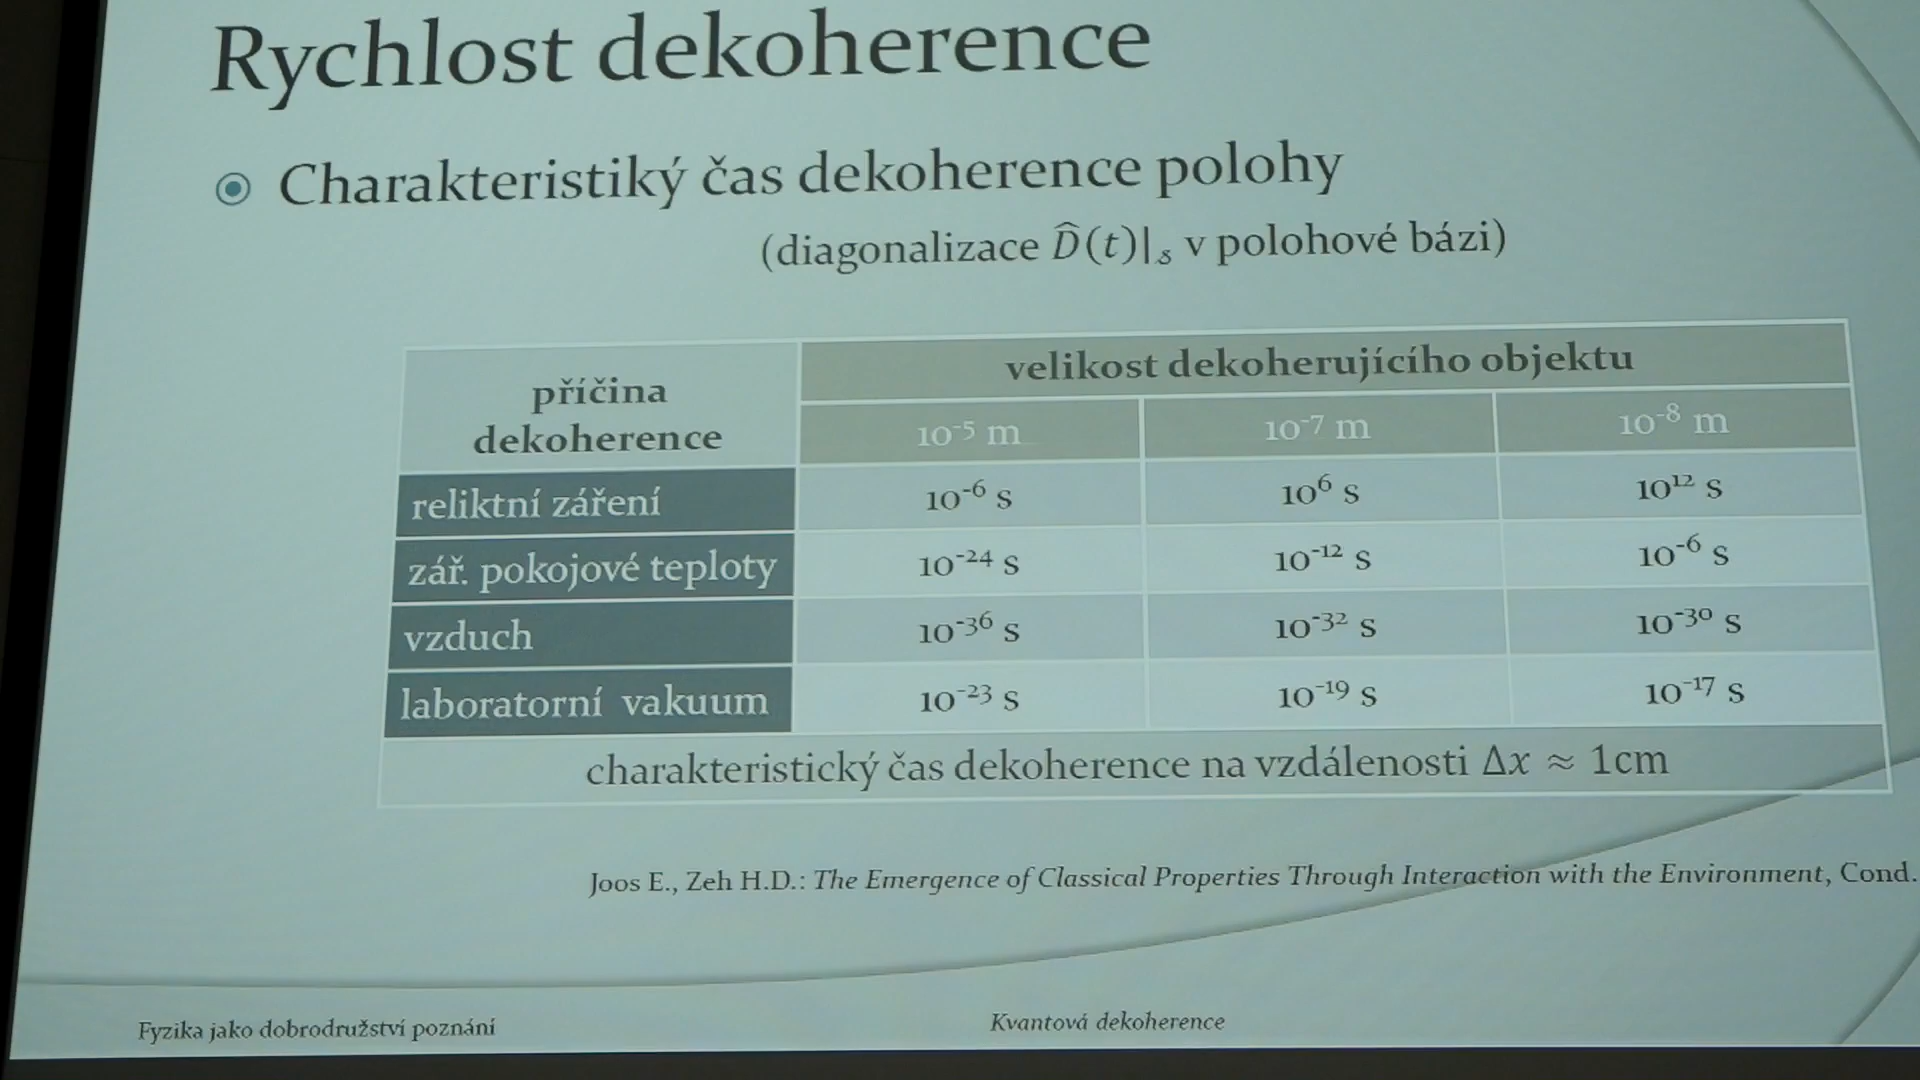 Rychlost dekoherence
Charakteristiký čas dekoherence polohy
(diagonalizace D̂(t)|ₛ v polohové bázi)
příčina dekoherence
velikost dekoherujícího objektu
10⁻⁵ m 10⁻⁷ m 10⁻⁸ m
reliktní záření 10⁻⁶ s 10⁶ s 10¹² s
zář. pokojové teploty 10⁻²⁴ s 10⁻¹² s 10⁻⁶ s
vzduch 10⁻³⁶ s 10⁻³² s 10⁻³⁰ s
laboratorní vakuum 10⁻²³ s 10⁻¹⁹ s 10⁻¹⁷ s
charakteristický čas dekoherence na vzdálenosti Δx ≈ 1cm
Joos E., Zeh H.D.: The Emergence of Classical Properties Through Interaction with the Environment, Cond.
Fyzika jako dobrodružství poznání
Kvantová dekoherence